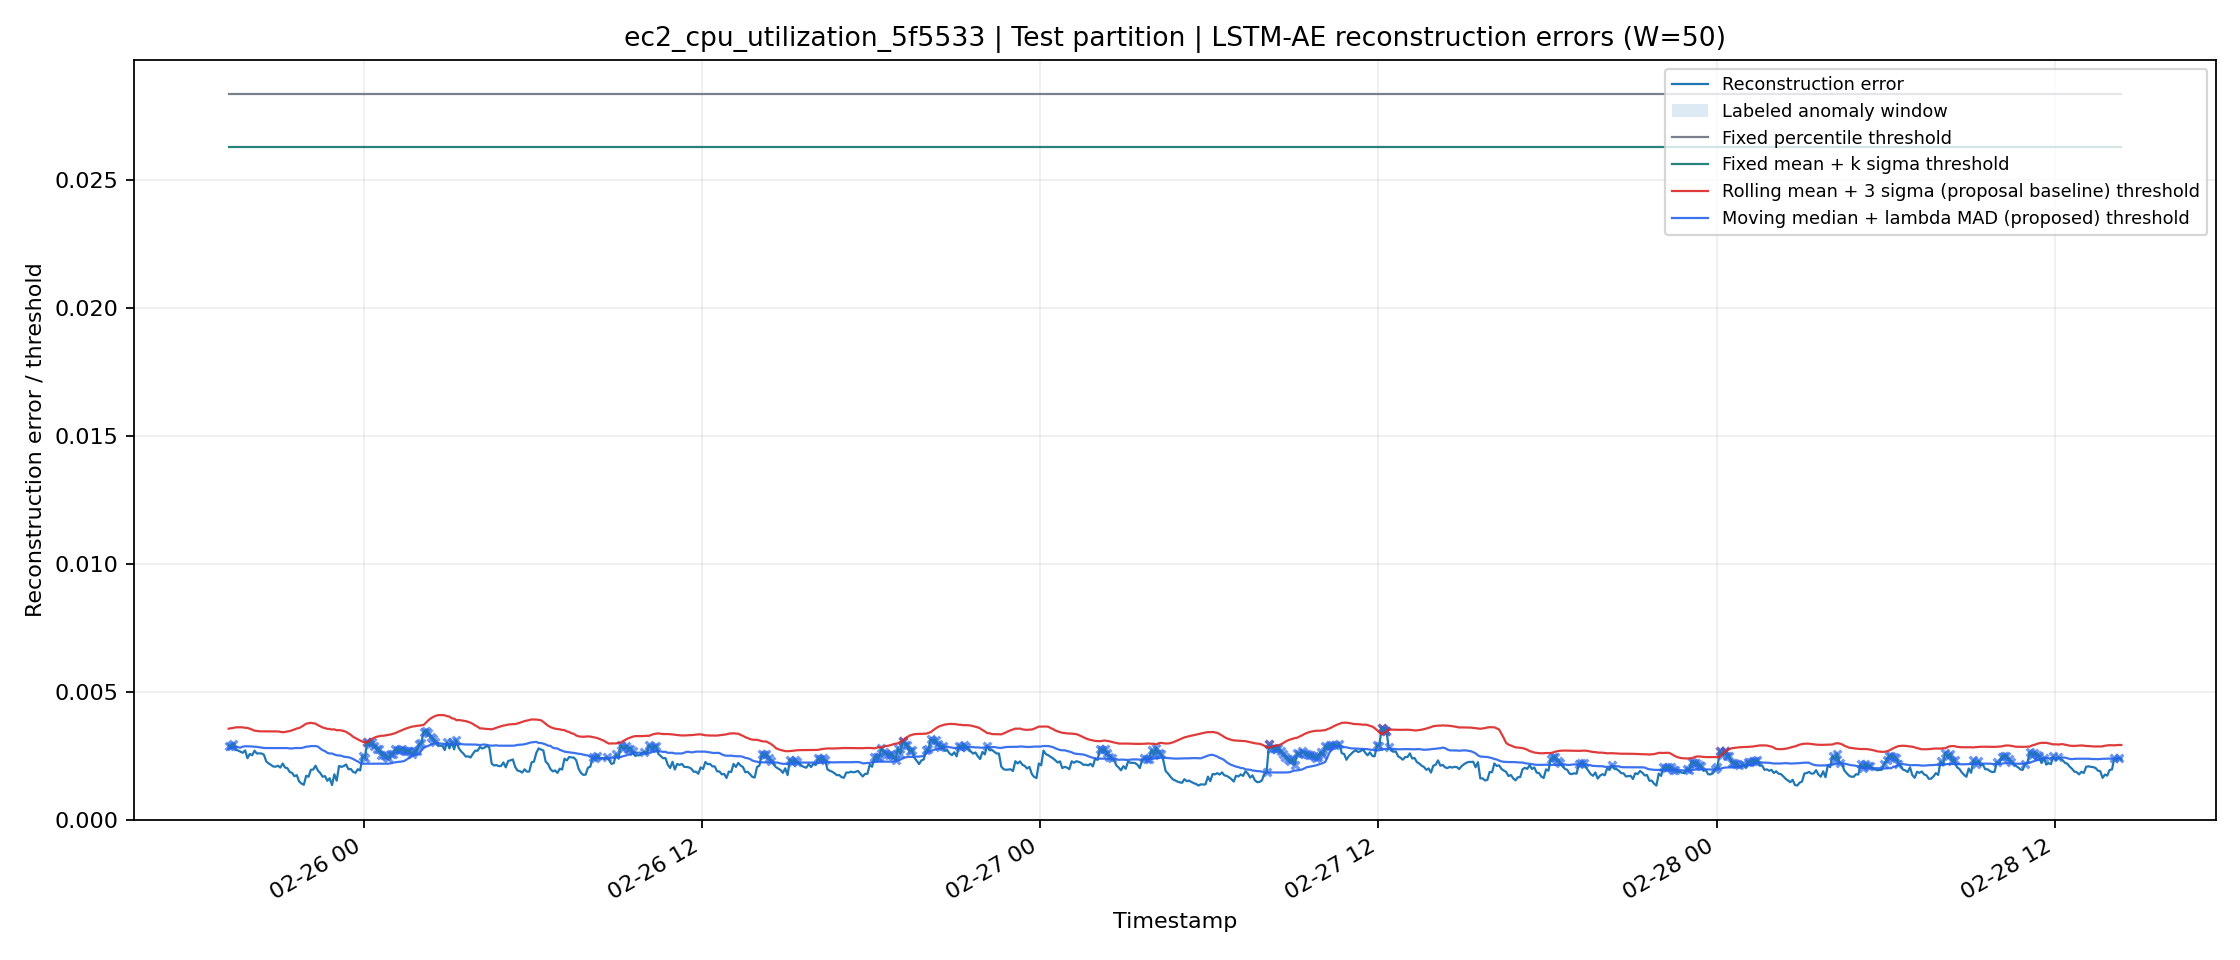 ec2_cpu_utilization_5f5533 | Test partition | LSTM-AE reconstruction errors (W=50)
Reconstruction error
Labeled anomaly window
Fixed percentile threshold
Fixed mean + k sigma threshold
Rolling mean + 3 sigma (proposal baseline) threshold
Moving median + lambda MAD (proposed) threshold
Reconstruction error / threshold
0.025
0.020
0.015
0.010
0.005
0.000
02-26 00
02-26 12
02-27 00
02-27 12
02-28 00
02-28 12
Timestamp